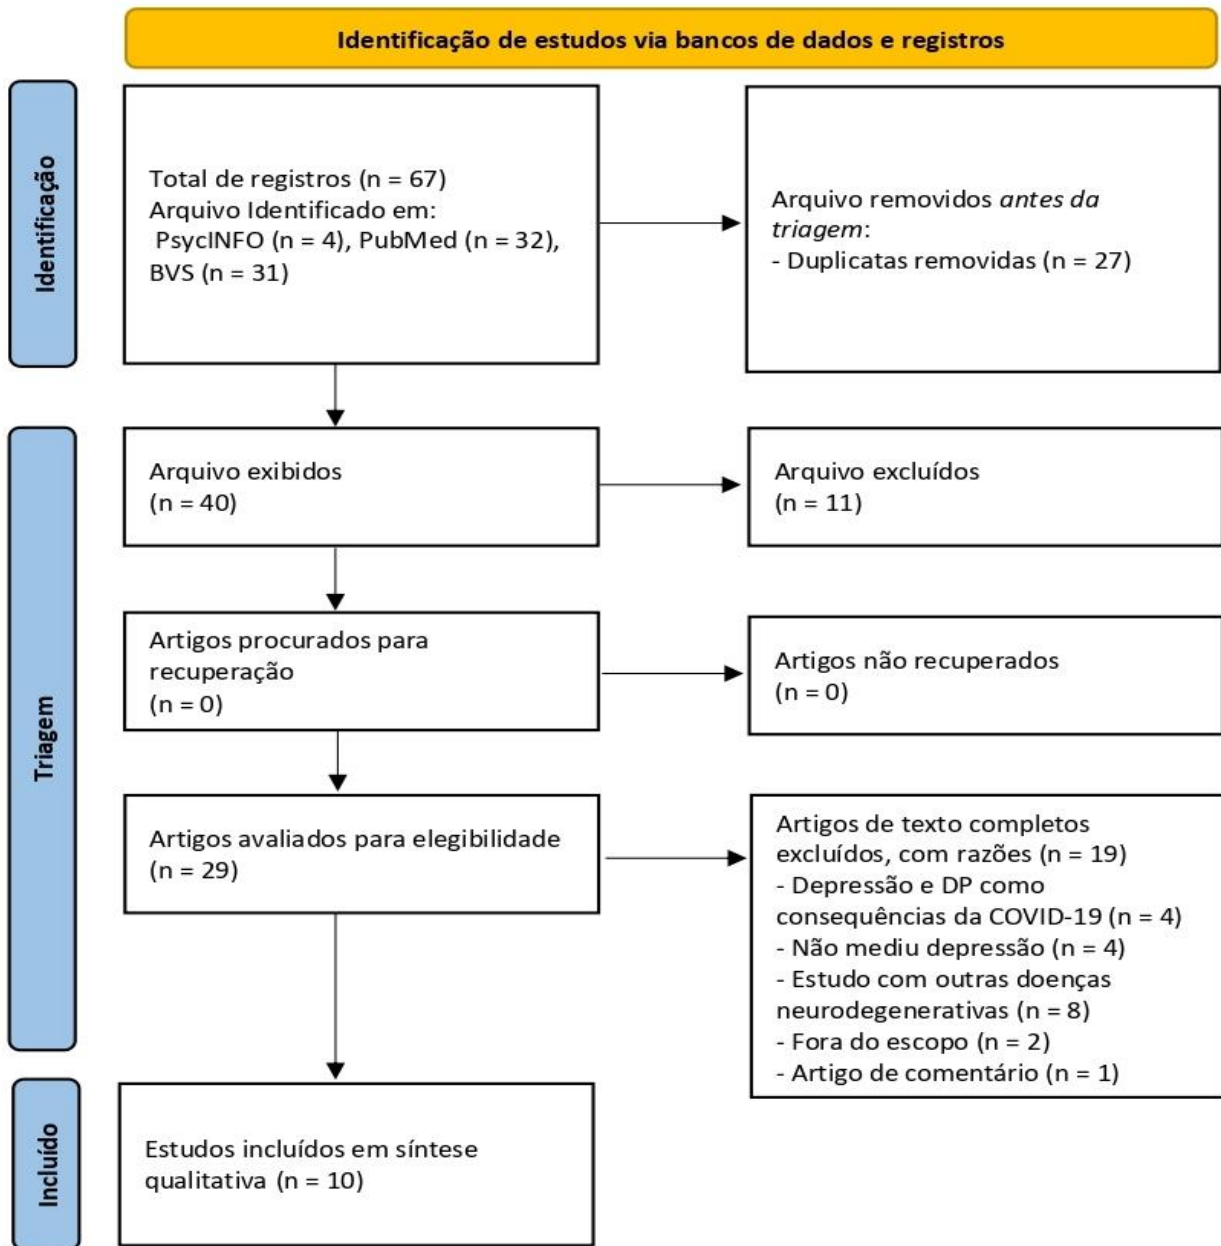 Identificação de estudos via bancos de dados e registros
Identificação
Total de registros (n = 67)
Arquivo Identificado em:
PsycINFO (n = 4), PubMed (n = 32),
BVS (n = 31)
Arquivo removidos antes da
triagem:
- Duplicatas removidas (n = 27)
Triagem
Arquivo exibidos
(n = 40)
Arquivo excluídos
(n = 11)
Artigos procurados para
recuperação
(n = 0)
Artigos não recuperados
(n = 0)
Artigos avaliados para elegibilidade
(n = 29)
Artigos de texto completos
excluídos, com razões (n = 19)
- Depressão e DP como
consequências da COVID-19 (n = 4)
- Não mediu depressão (n = 4)
- Estudo com outras doenças
neurodegenerativas (n = 8)
- Fora do escopo (n = 2)
- Artigo de comentário (n = 1)
Incluído
Estudos incluídos em síntese
qualitativa (n = 10)